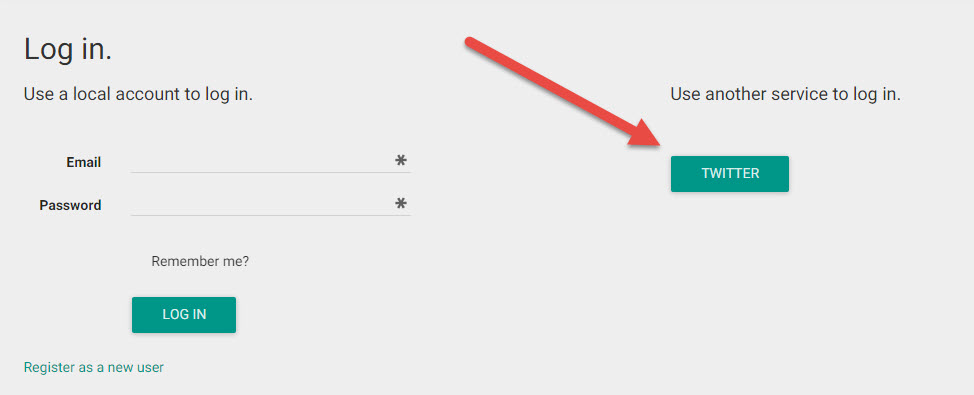 Log in.
Use a local account to log in.
Use another service to log in.
Email *
TWITTER
Password *
Remember me?
LOG IN
Register as a new user